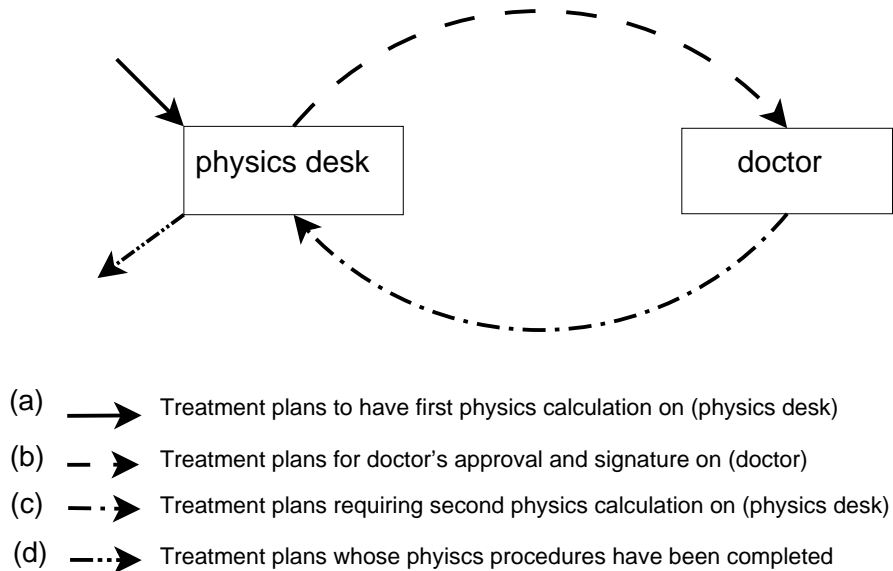 physics desk
doctor
(a) Treatment plans to have first physics calculation on (physics desk)
(b) Treatment plans for doctor's approval and signature on (doctor)
(c) Treatment plans requiring second physics calculation on (physics desk)
(d) Treatment plans whose phyiscs procedures have been completed